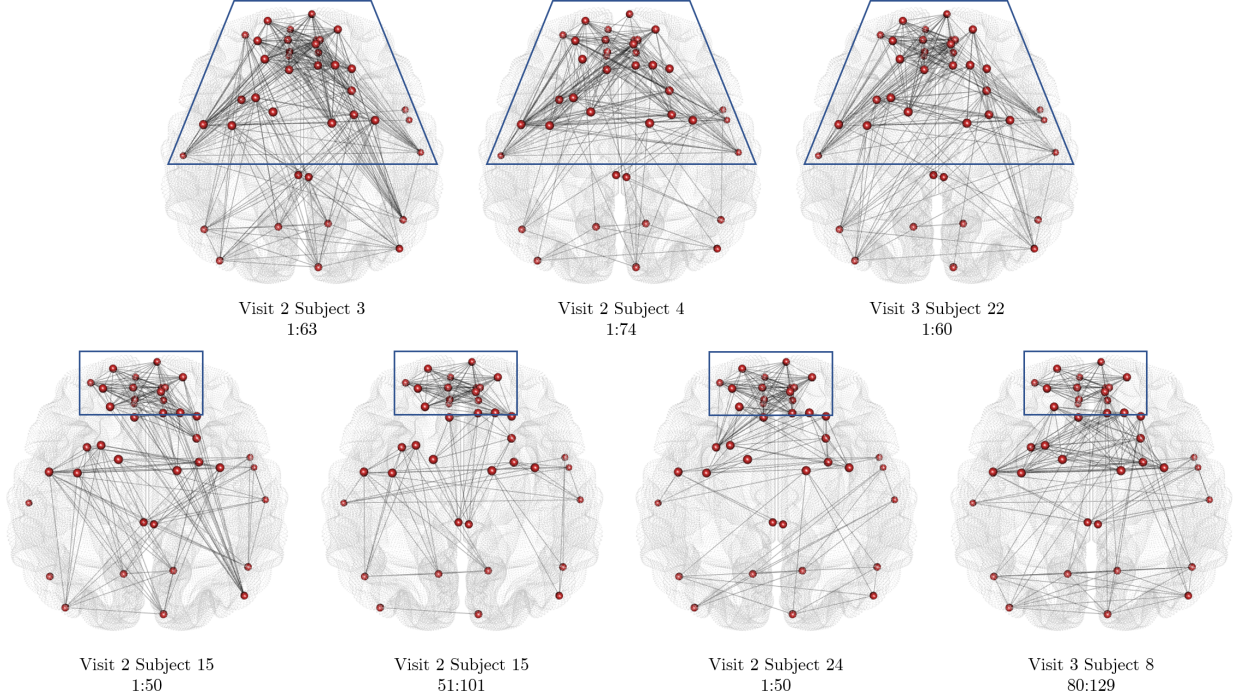 Visit 2 Subject 3
1:63
Visit 2 Subject 4
1:74
Visit 3 Subject 22
1:60
Visit 2 Subject 15
1:50
Visit 2 Subject 15
51:101
Visit 2 Subject 24
1:50
Visit 3 Subject 8
80:129